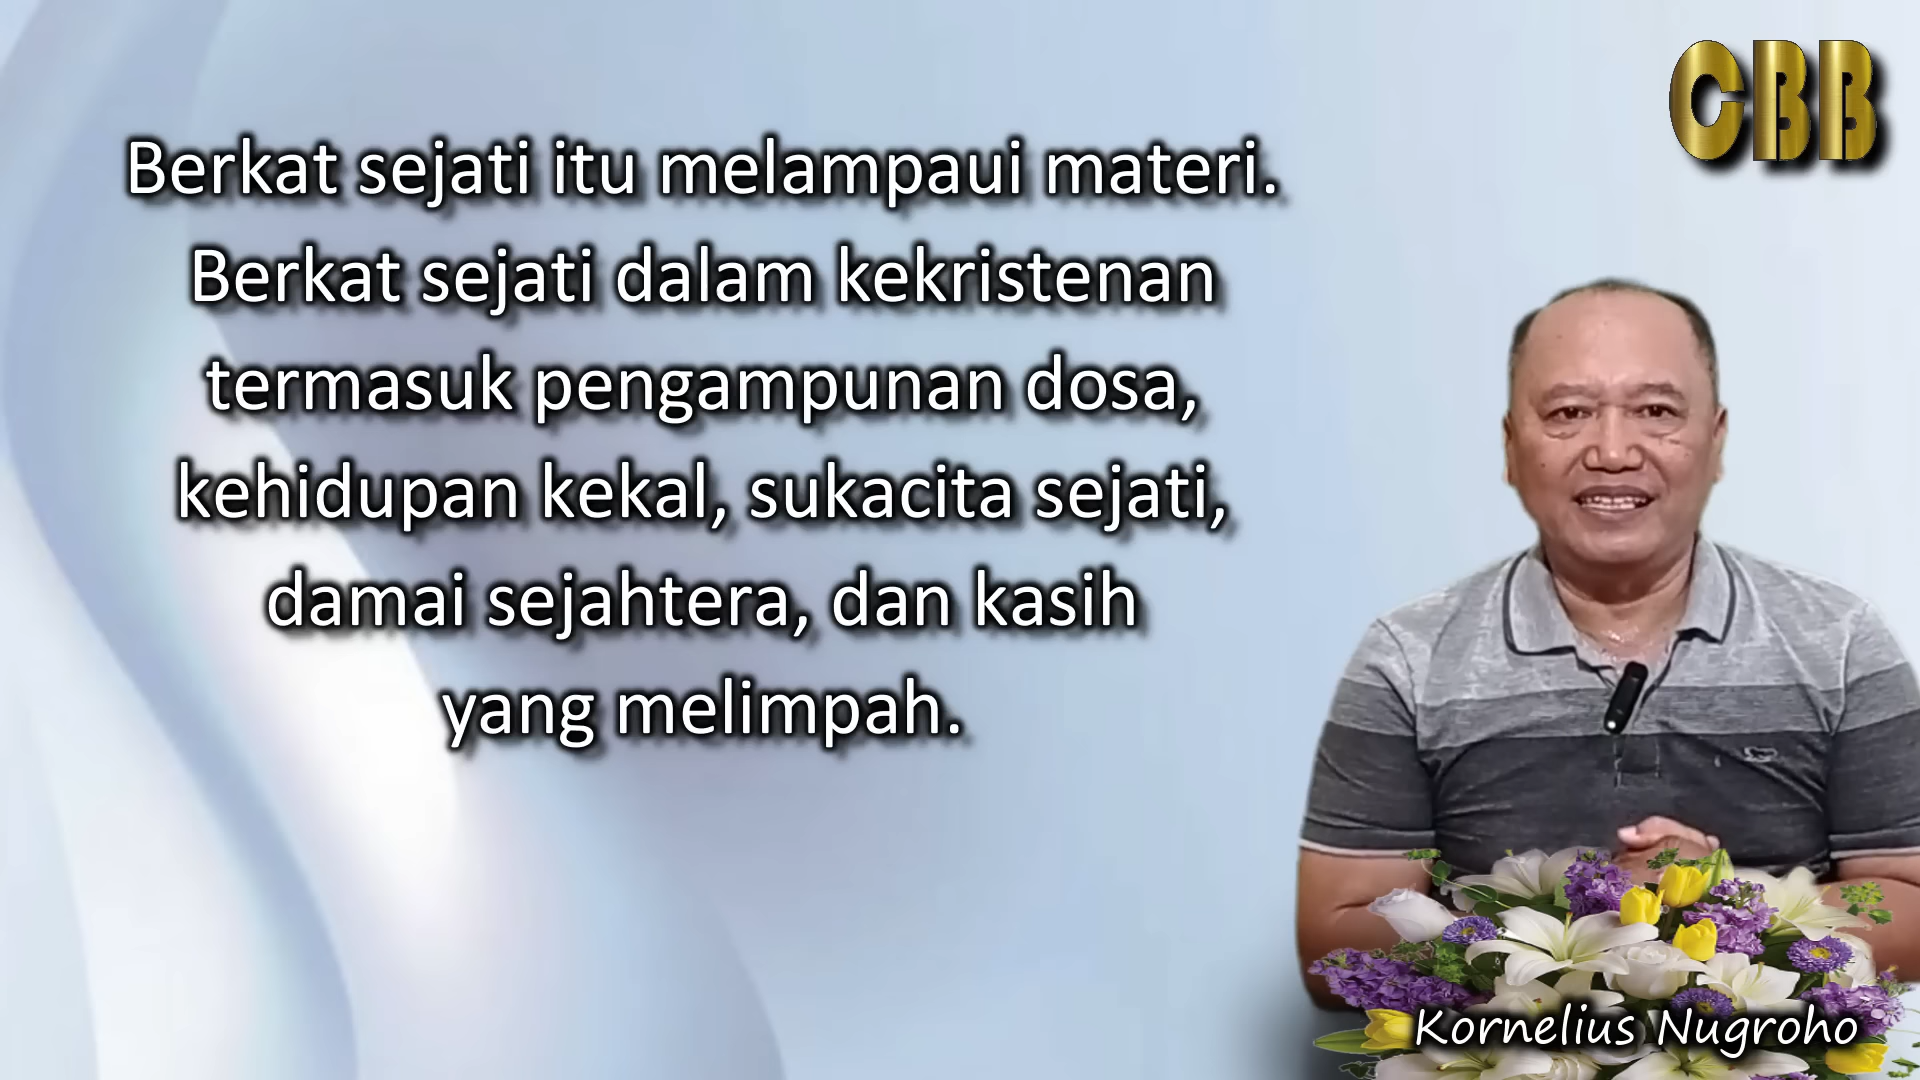 CBB
Berkat sejati itu melampaui materi.
Berkat sejati dalam kekristenan
termasuk pengampunan dosa,
kehidupan kekal, sukacita sejati,
damai sejahtera, dan kasih
yang melimpah.
Kornelius Nugroho